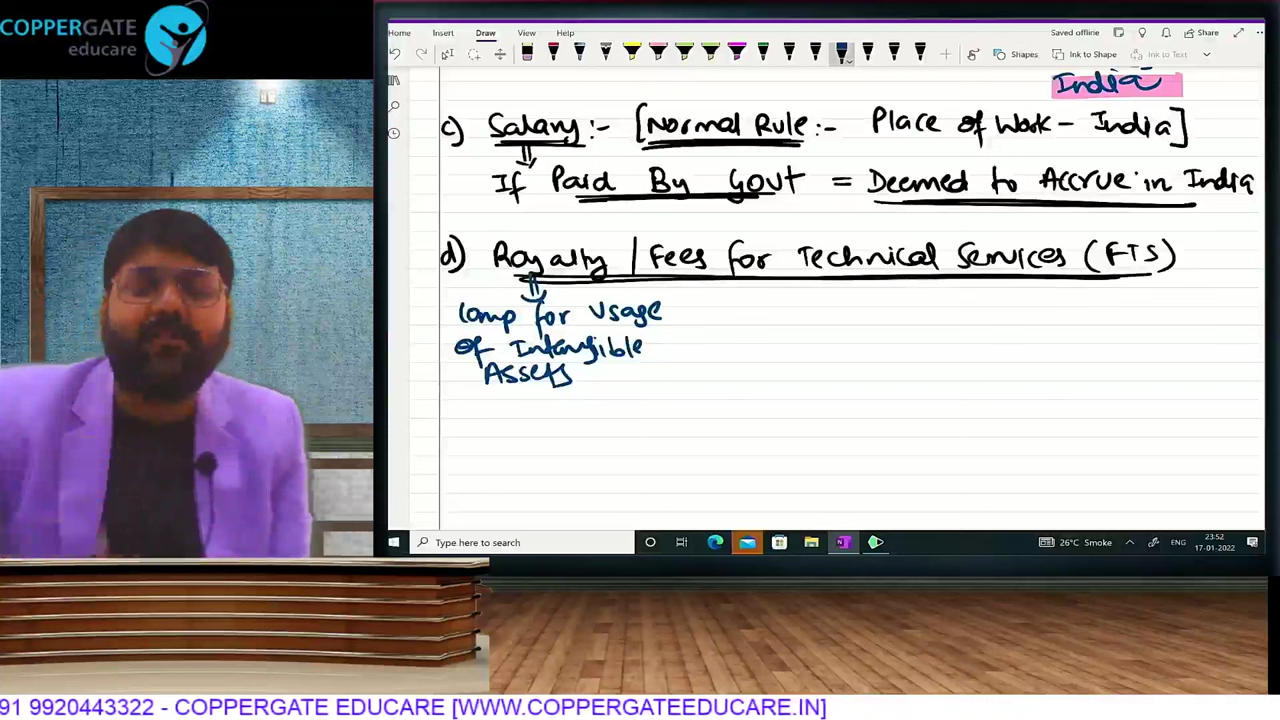 COPPERGATE
educare
Home Insert Draw View Help
Saved offline
Share
Shapes
Ink to Shape
Ink to Text
India
c) Salary :- [Normal Rule :- Place of Work - India]
If Paid By Govt = Deemed to Accrue in India
d) Royalty | Fees for Technical Services (FTS)
Comp for Usage
of Intangible
Assets
Type here to search
26°C Smoke
ENG
23:52
17-01-2022
91 9920443322 - COPPERGATE EDUCARE [WWW.COPPERGATEEDUCARE.IN]